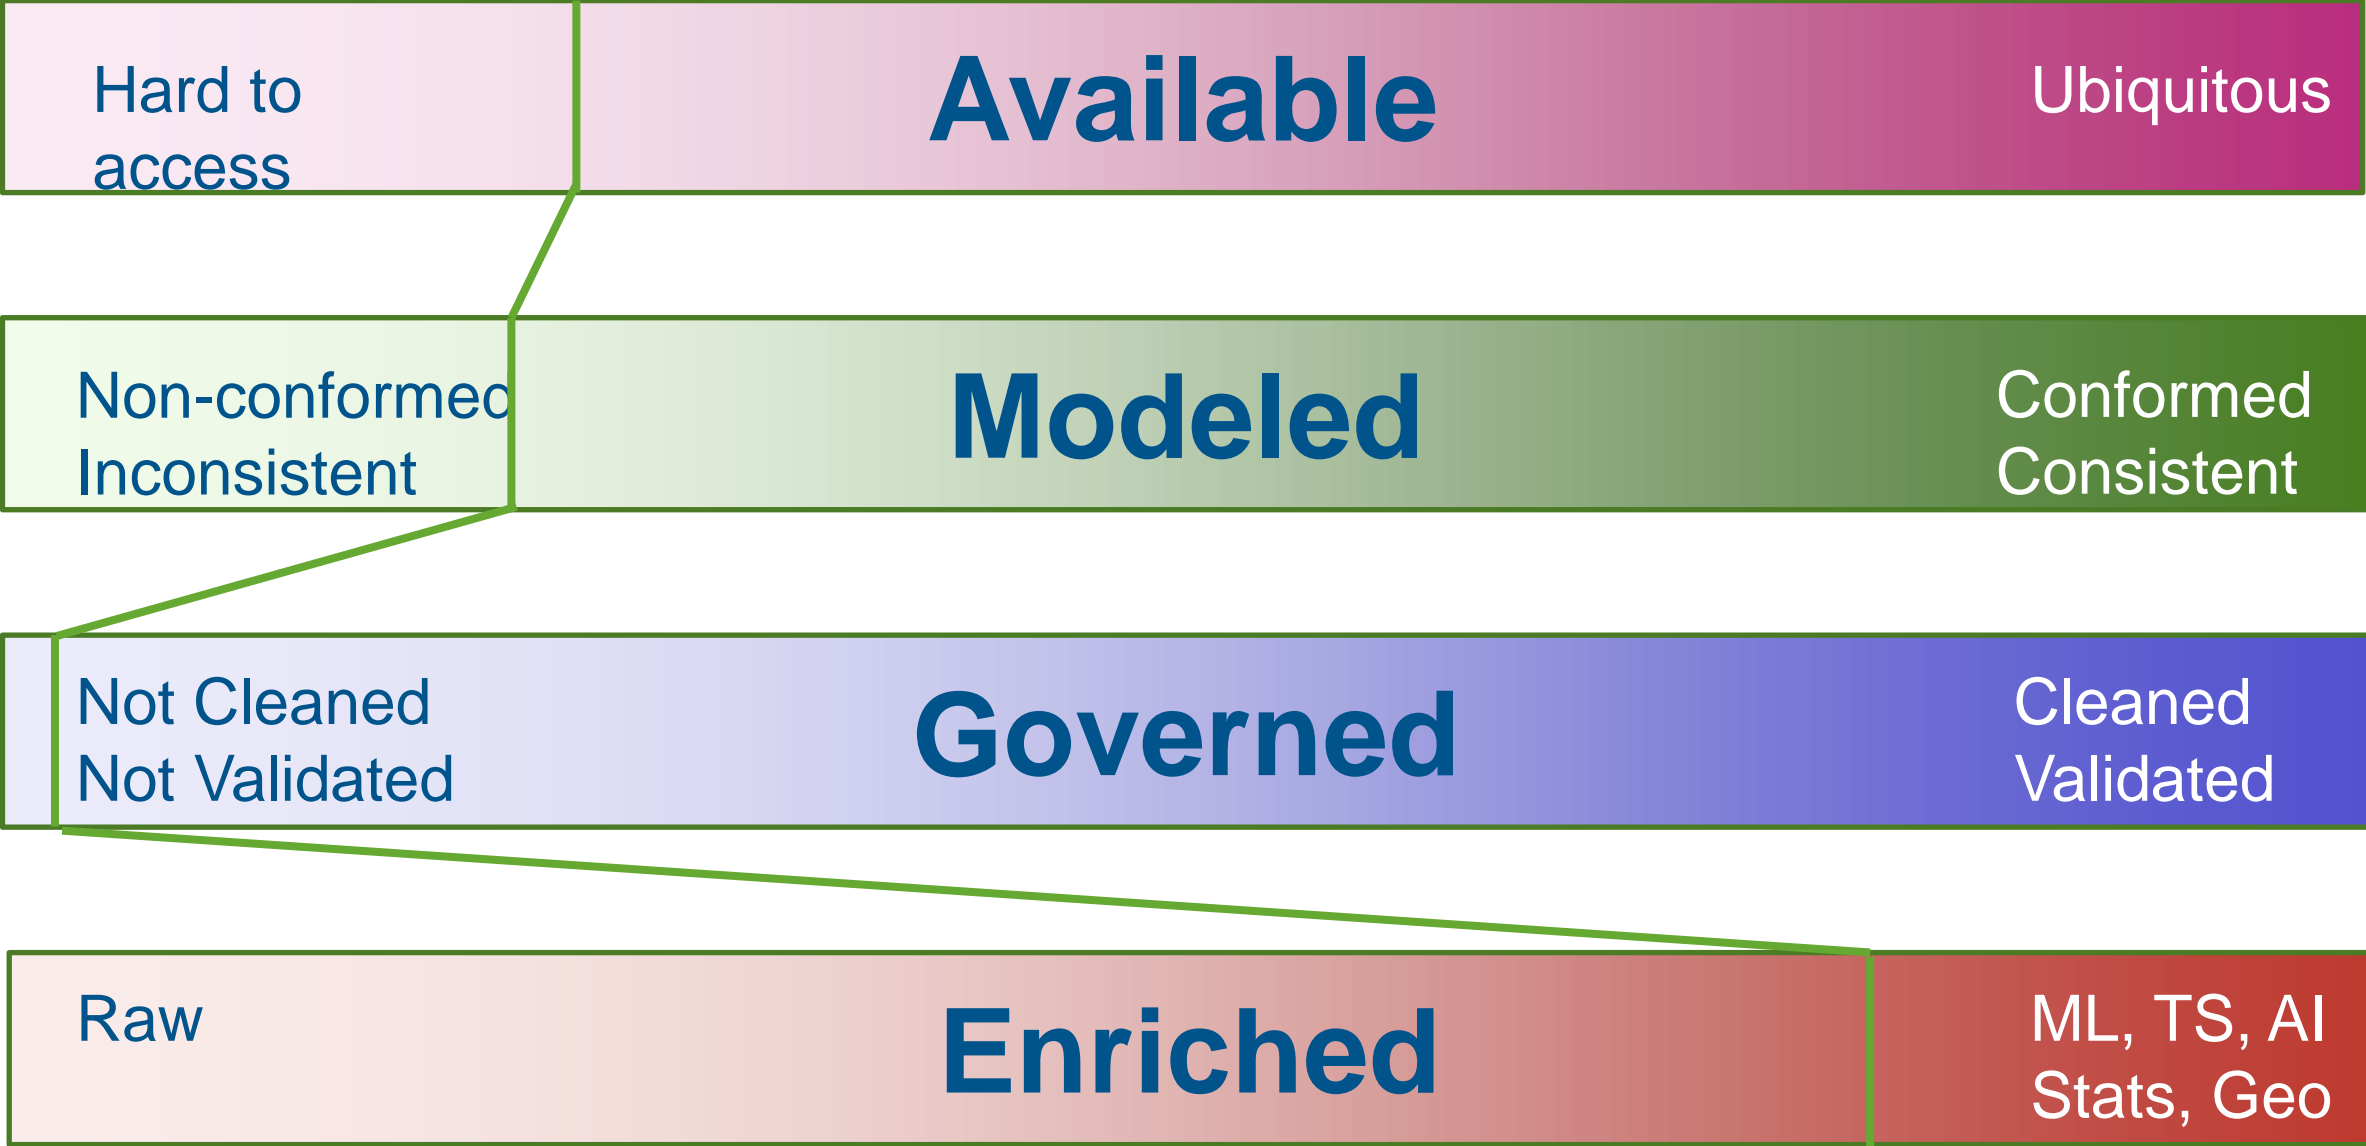 Hard to
access
Available
Ubiquitous
Non-conformed
Inconsistent
Modeled
Conformed
Consistent
Not Cleaned
Not Validated
Governed
Cleaned
Validated
Raw
Enriched
ML, TS, AI
Stats, Geo